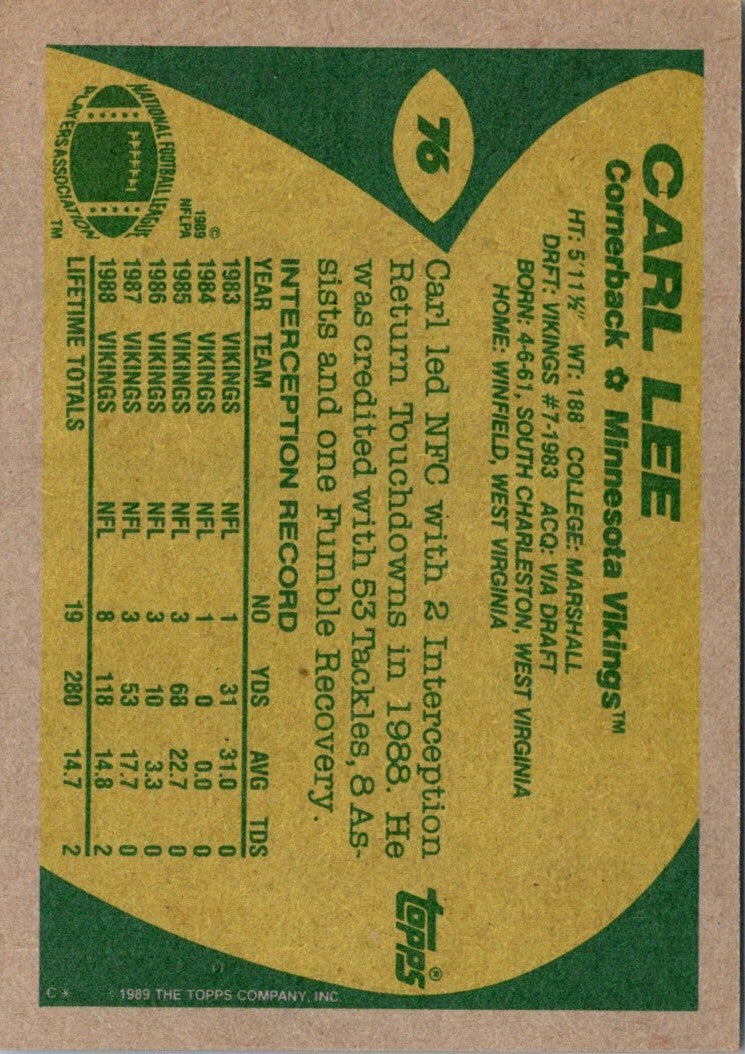 76
CARL LEE
Cornerback ✿ Minnesota Vikings™
HT: 5'11½" WT: 188 COLLEGE: MARSHALL
DRFT: VIKINGS #7-1983 ACQ: VIA DRAFT
BORN: 4-6-61, SOUTH CHARLESTON, WEST VIRGINIA
HOME: WINFIELD, WEST VIRGINIA
Carl led NFC with 2 Interception
Return Touchdowns in 1988. He
was credited with 53 Tackles, 8 As-
sists and one Fumble Recovery.
topps®
NATIONAL FOOTBALL LEAGUE
PLAYERS ASSOCIATION
TM
©
1989
NFLPA
INTERCEPTION RECORD
YEAR TEAM NO YDS AVG TDS
1983 VIKINGS NFL 1 31 31.0 0
1984 VIKINGS NFL 1 0 0.0 0
1985 VIKINGS NFL 3 68 22.7 0
1986 VIKINGS NFL 3 10 3.3 0
1987 VIKINGS NFL 3 53 17.7 0
1988 VIKINGS NFL 8 118 14.8 2
LIFETIME TOTALS 19 280 14.7 2
C * © 1989 THE TOPPS COMPANY, INC.